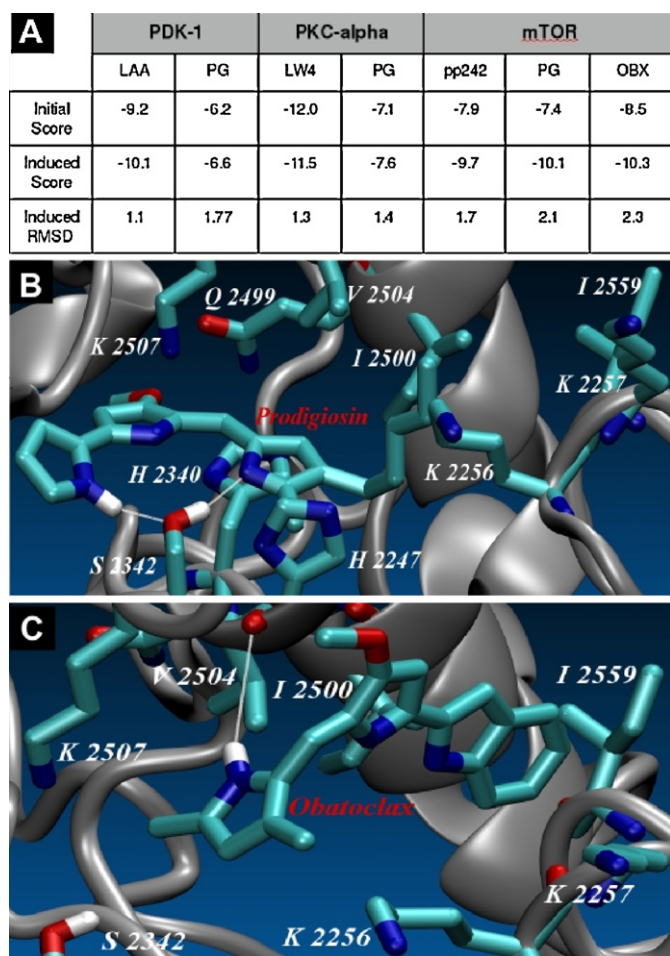 A
PDK-1 PKC-alpha mTOR
LAA PG LW4 PG pp242 PG OBX
Initial Score -9.2 -6.2 -12.0 -7.1 -7.9 -7.4 -8.5
Induced Score -10.1 -6.6 -11.5 -7.6 -9.7 -10.1 -10.3
Induced RMSD 1.1 1.77 1.3 1.4 1.7 2.1 2.3
B
Q 2499 V 2504 I 2559
K 2507 I 2500 K 2257
Prodigiosin
H 2340 K 2256
S 2342 H 2247
C
V 2504 I 2500 I 2559
K 2507
Obatoclax
K 2257
S 2342 K 2256